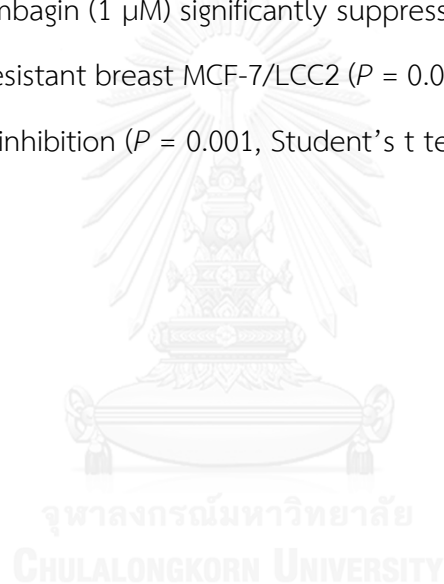 mbagin (1 µM) significantly suppress
esistant breast MCF-7/LCC2 (P = 0.0
inhibition (P = 0.001, Student’s t te
จุฬาลงกรณ์มหาวิทยาลัย
CHULALONGKORN UNIVERSITY